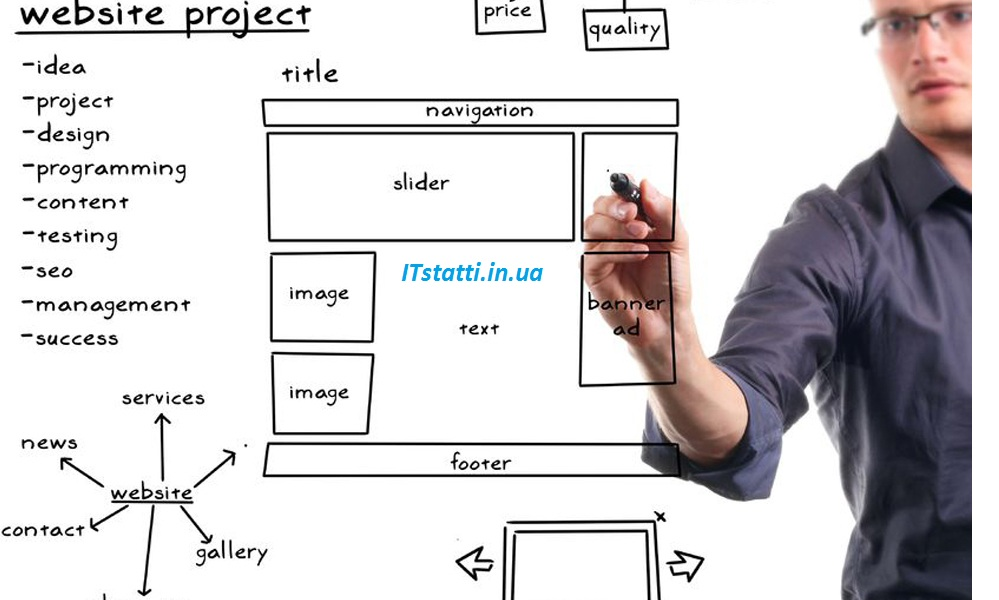 website project
price
quality
-idea
-project
-design
-programming
-content
-testing
-seo
-management
-success
title
navigation
slider
image
ITstatti.in.ua
text
banner
ad
image
footer
services
news
website
contact
gallery
x